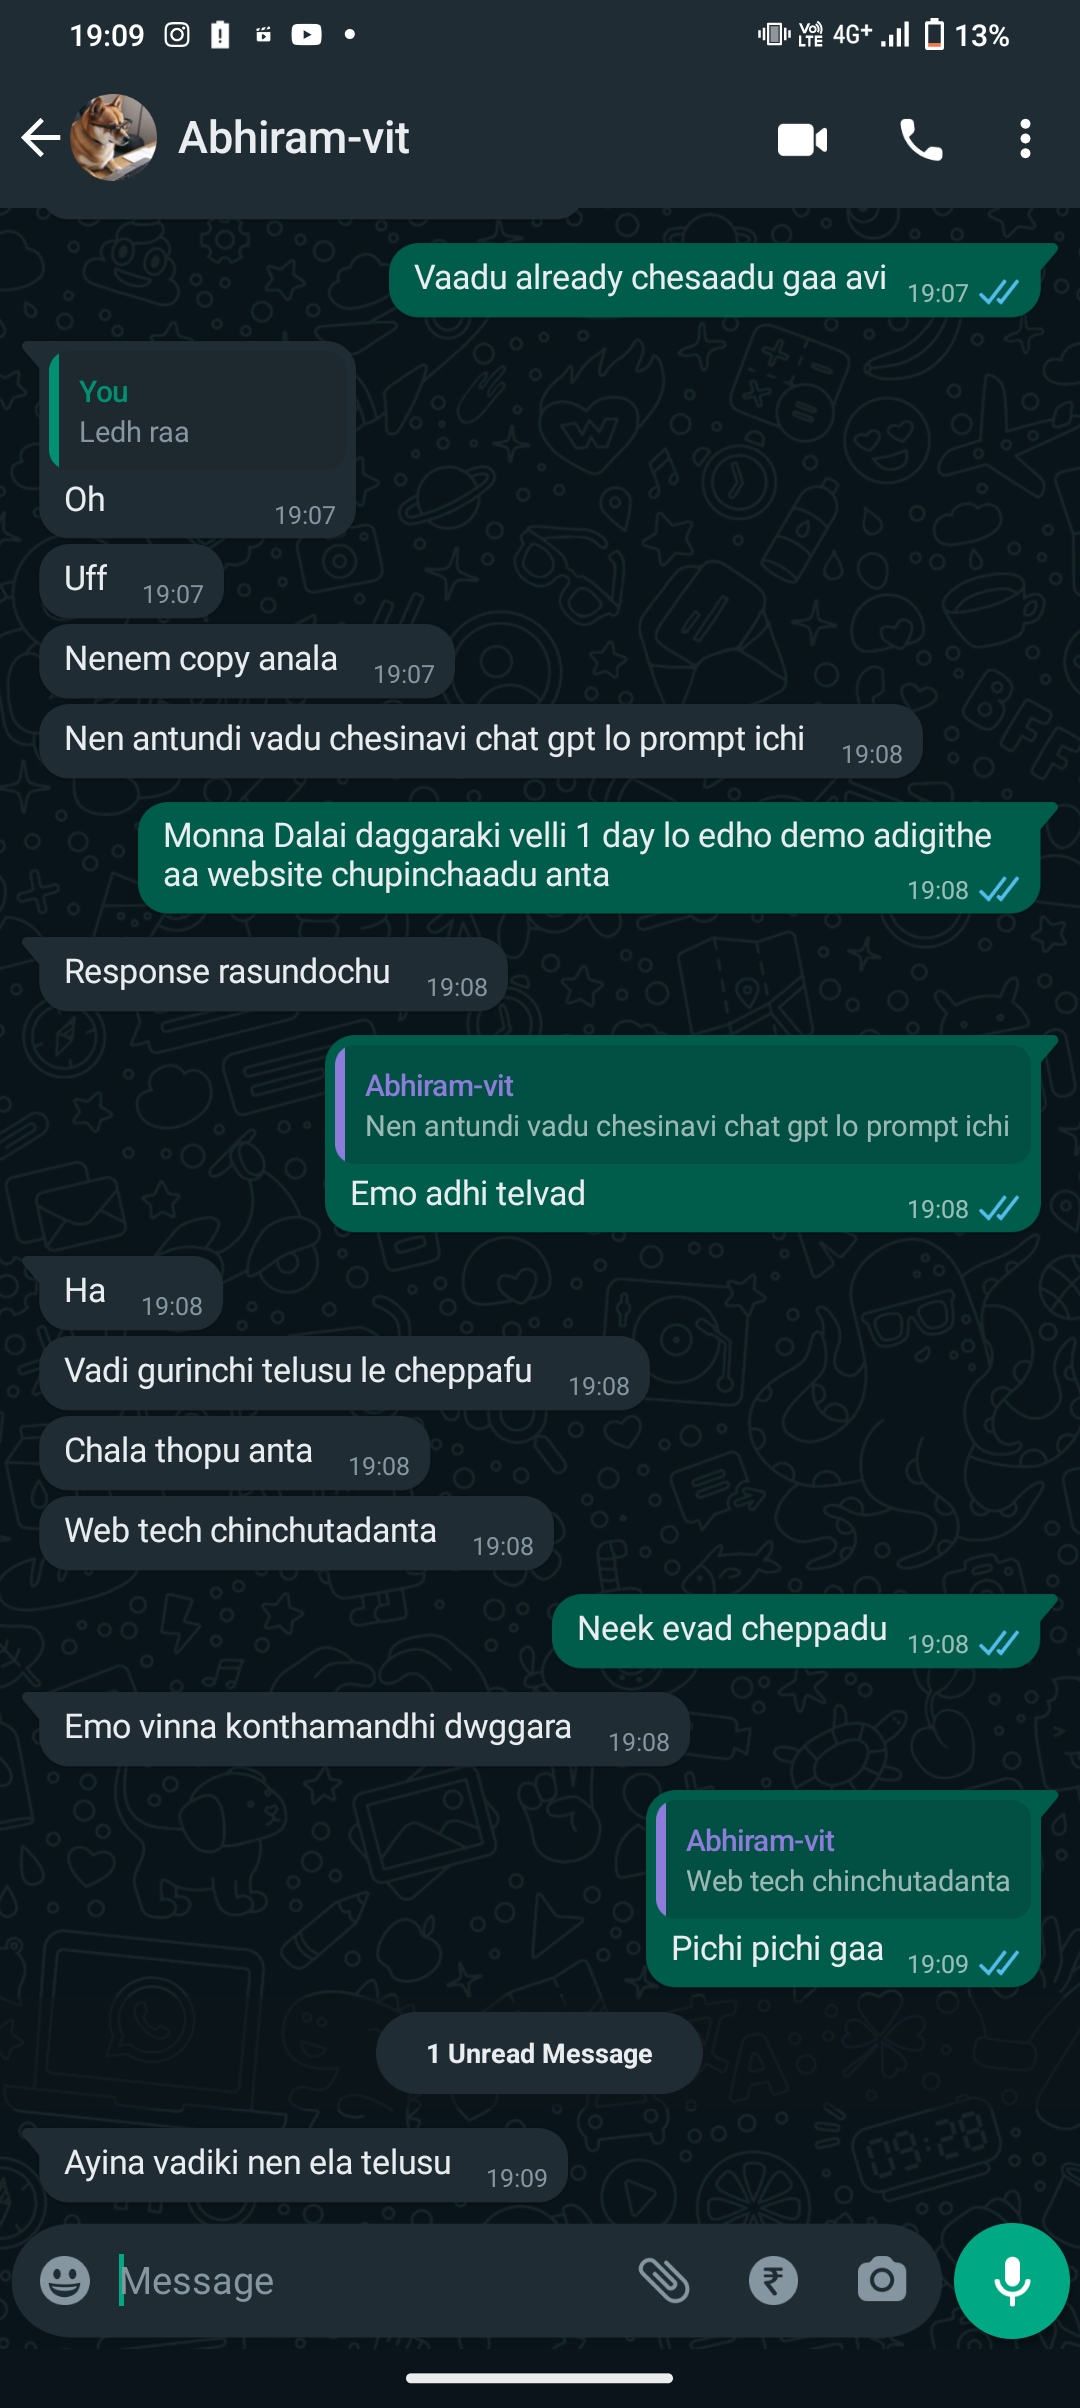 19:09
Vo) LTE 4G+ 13%
Abhiram-vit
Vaadu already chesaadu gaa avi 19:07
You
Ledh raa
Oh 19:07
Uff 19:07
Nenem copy anala 19:07
Nen antundi vadu chesinavi chat gpt lo prompt ichi 19:08
Monna Dalai daggaraki velli 1 day lo edho demo adigithe
aa website chupinchaadu anta 19:08
Response rasundochu 19:08
Abhiram-vit
Nen antundi vadu chesinavi chat gpt lo prompt ichi
Emo adhi telvad 19:08
Ha 19:08
Vadi gurinchi telusu le cheppafu 19:08
Chala thopu anta 19:08
Web tech chinchutadanta 19:08
Neek evad cheppadu 19:08
Emo vinna konthamandhi dwggara 19:08
Abhiram-vit
Web tech chinchutadanta
Pichi pichi gaa 19:09
1 Unread Message
Ayina vadiki nen ela telusu 19:09
Message